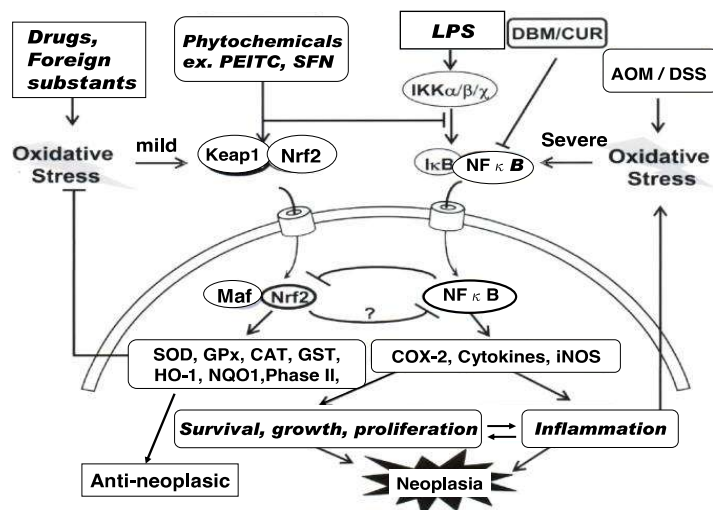 Drugs,
Foreign
substants
Phytochemicals
ex. PEITC, SFN
LPS
DBM/CUR
IKKα/β/χ
AOM / DSS
Oxidative
Stress
mild
Keap1
Nrf2
IκB
NF κ B
Severe
Oxidative
Stress
Maf
Nrf2
?
NF κ B
SOD, GPx, CAT, GST,
HO-1, NQO1,Phase II,
COX-2, Cytokines, iNOS
Survival, growth, proliferation
Inflammation
Anti-neoplasic
Neoplasia